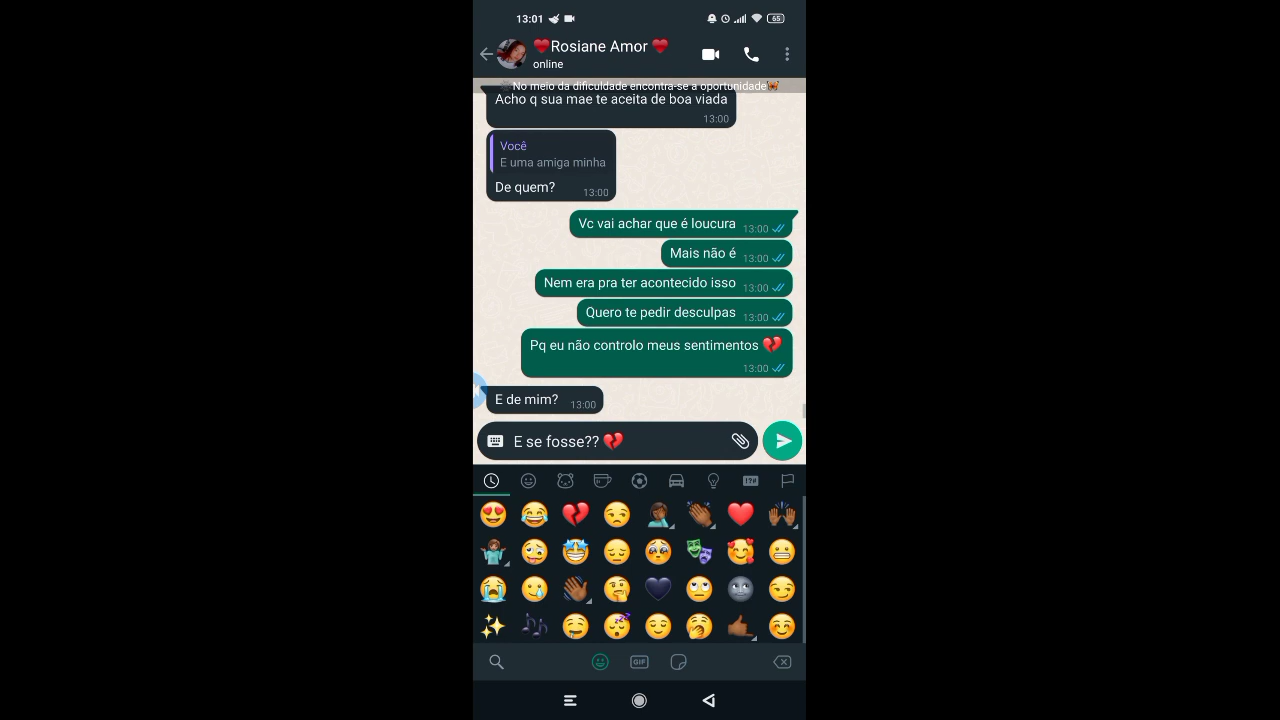 13:01
65
❤️Rosiane Amor ❤️
online
No meio da dificuldade encontra-se a oportunidade🦋
Acho q sua mae te aceita de boa viada
13:00
Você
E uma amiga minha
De quem? 13:00
Vc vai achar que é loucura 13:00
Mais não é 13:00
Nem era pra ter acontecido isso 13:00
Quero te pedir desculpas 13:00
Pq eu não controlo meus sentimentos 💔
13:00
E de mim? 13:00
E se fosse?? 💔
!?#
GIF